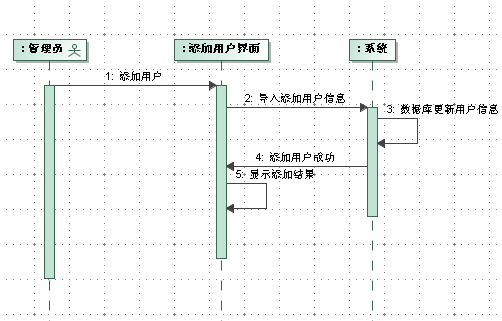 : 管理员
: 添加用户界面
: 系统
1: 添加用户
2: 导入添加用户信息
3: 数据库更新用户信息
4: 添加用户成功
5: 显示添加结果